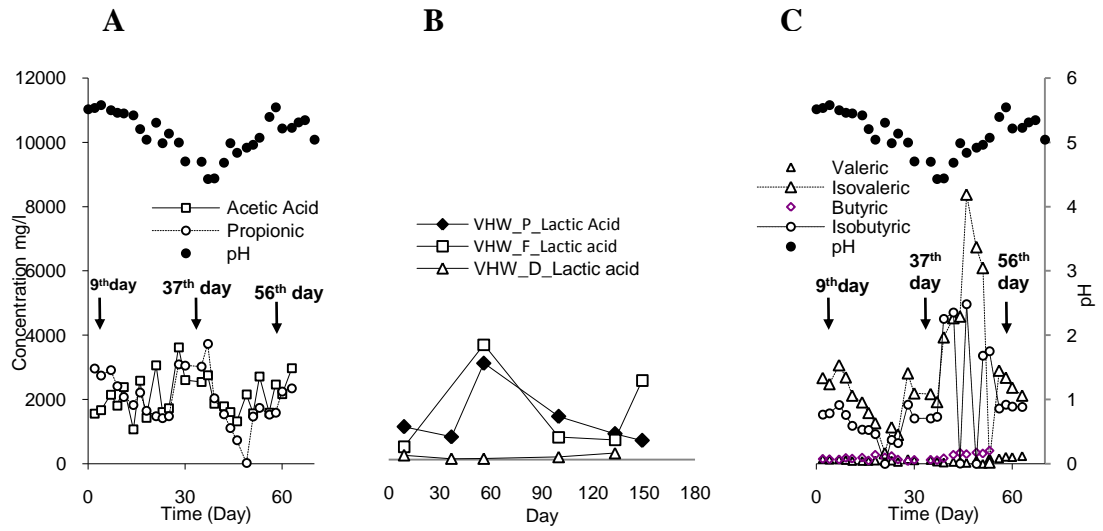 A
B
C
12000
10000
8000
6000
4000
2000
0
Concentration mg/l
Acetic Acid
Propionic
pH
9thday
37th day
56th day
0
30
60
Time (Day)
VHW_P_Lactic Acid
VHW_F_Lactic acid
VHW_D_Lactic acid
0
30
60
90
120
150
180
Day
Valeric
Isovaleric
Butyric
Isobutyric
pH
9thday
37th
day
56th
day
6
5
4
3
2
1
0
pH
0
30
60
Time (Day)